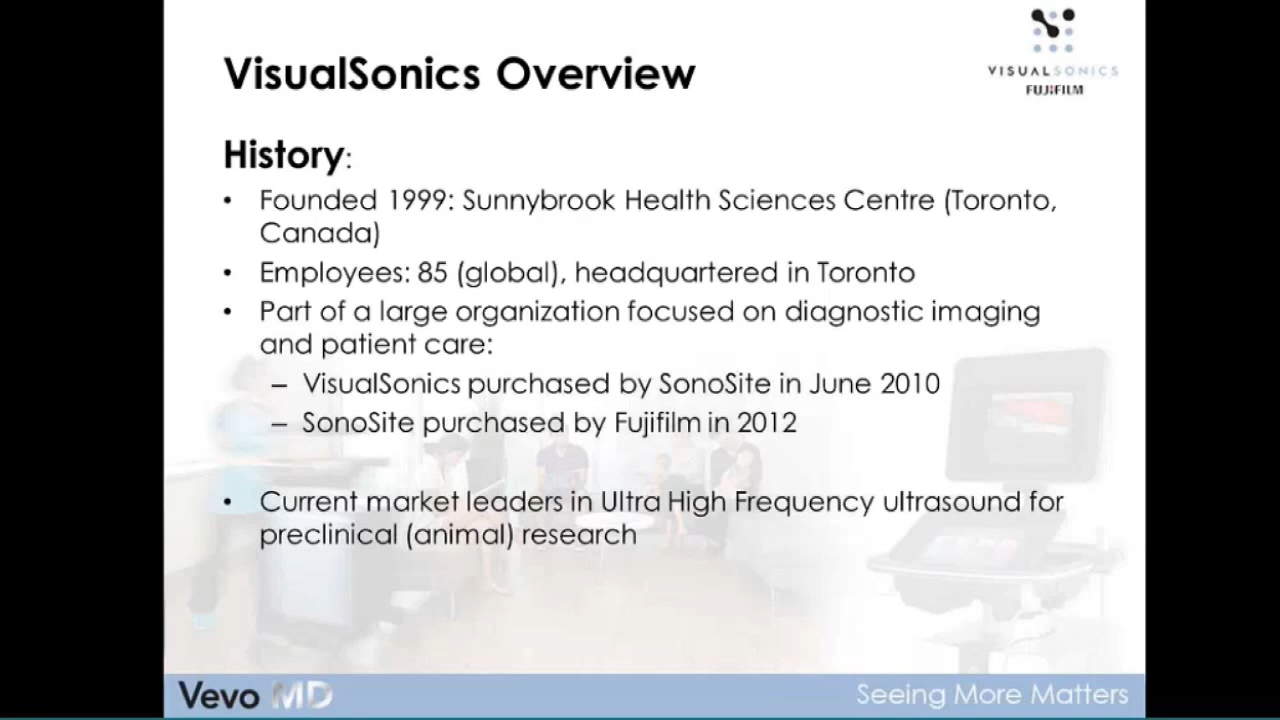 VisualSonics Overview
VISUALSONICS
FUJIFILM
History:
• Founded 1999: Sunnybrook Health Sciences Centre (Toronto,
Canada)
• Employees: 85 (global), headquartered in Toronto
• Part of a large organization focused on diagnostic imaging
and patient care:
– VisualSonics purchased by SonoSite in June 2010
– SonoSite purchased by Fujifilm in 2012
• Current market leaders in Ultra High Frequency ultrasound for
preclinical (animal) research
Vevo MD
Seeing More Matters